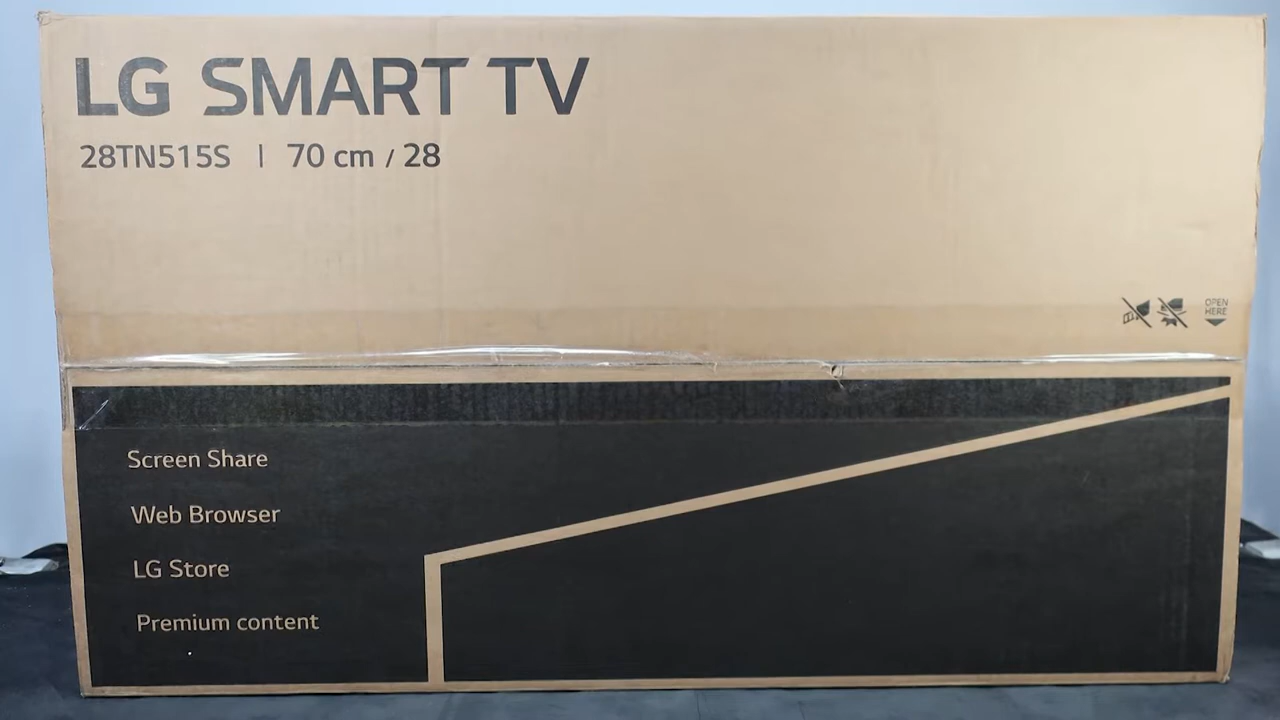 LG SMART TV
28TN515S | 70 cm / 28
OPEN
HERE
Screen Share
Web Browser
LG Store
Premium content